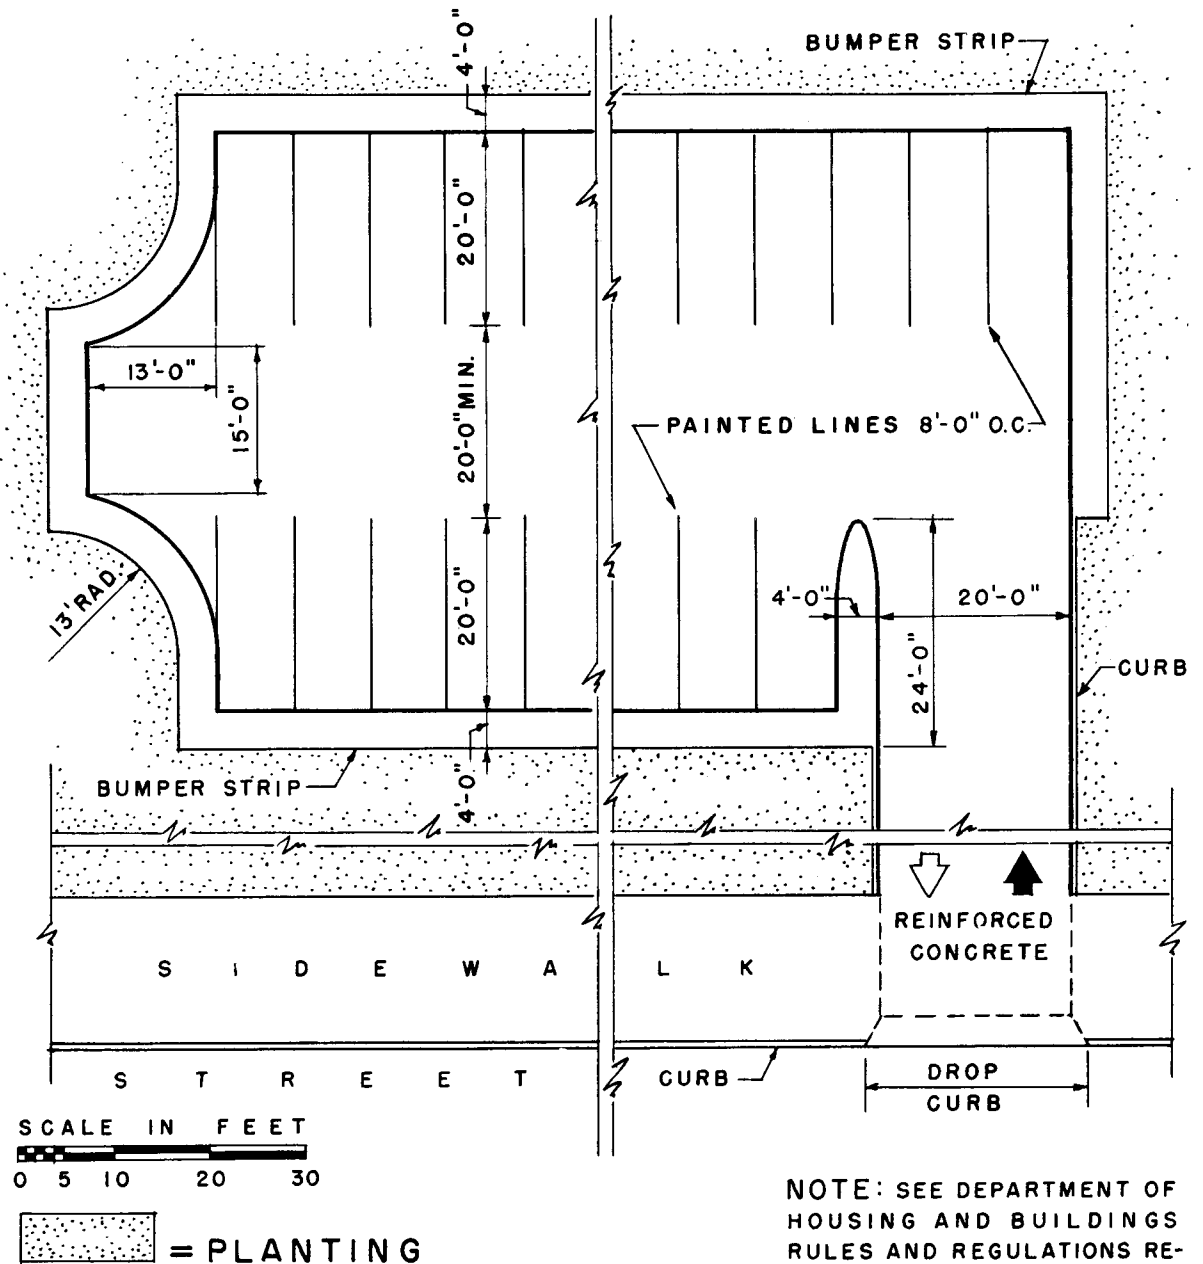 4'-0"
BUMPER STRIP
20'-0"
13'-0"
15'-0"
20'-0" MIN.
PAINTED LINES 8'-0" O.C.
13' RAD.
20'-0"
4'-0"
20'-0"
24'-0"
CURB
BUMPER STRIP
4'-0"
REINFORCED
CONCRETE
SIDEWALK
STREET
CURB
DROP
CURB
SCALE IN FEET
0 5 10 20 30
= PLANTING
NOTE: SEE DEPARTMENT OF
HOUSING AND BUILDINGS
RULES AND REGULATIONS RE-